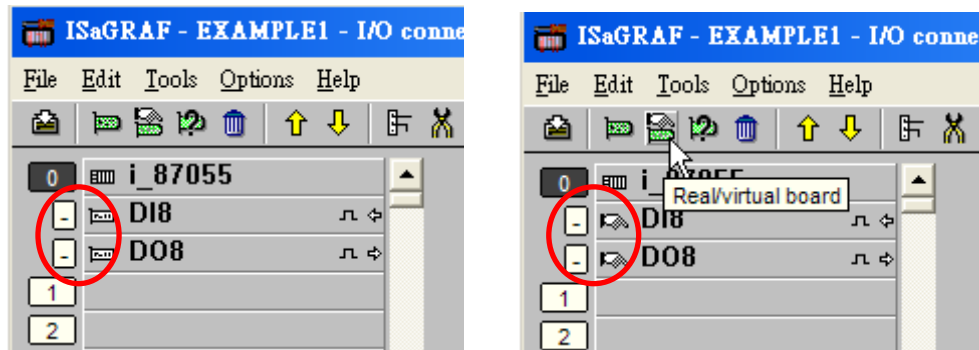 ISaGRAF - EXAMPLE1 - I/O conne
File Edit Tools Options Help
0 i_87055
- DI8
- DO8
1
2
ISaGRAF - EXAMPLE1 - I/O conne
File Edit Tools Options Help
0
Real/virtual board
- DI8
- DO8
1
2